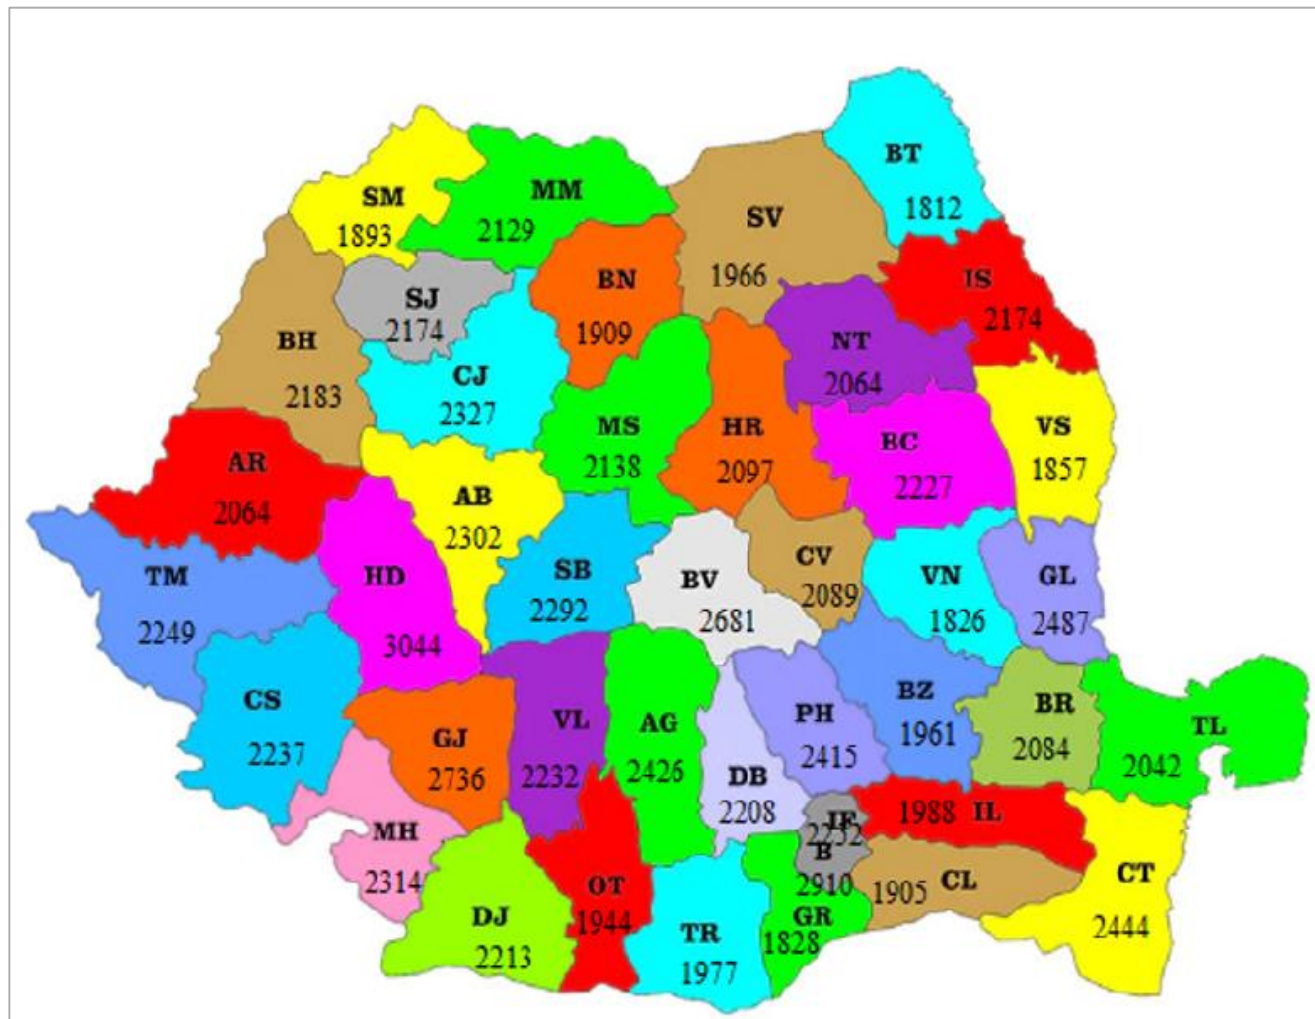 BT
1812
SM
1893
MM
2129
SV
1966
BN
1909
IS
2174
SJ
2174
NT
2064
BH
2183
CJ
2327
MS
2138
HR
2097
BC
2227
VS
1857
AR
2064
AB
2302
TM
2249
HD
3044
SB
2292
BV
2681
CV
2089
VN
1826
GL
2487
CS
2237
GJ
2736
VL
2232
AG
2426
DB
2208
PH
2415
BZ
1961
BR
2084
TL
2042
MH
2314
DJ
2213
OT
1944
TR
1977
IF
2232
B
2910
GR
1828
1988 IL
1905 CL
CT
2444